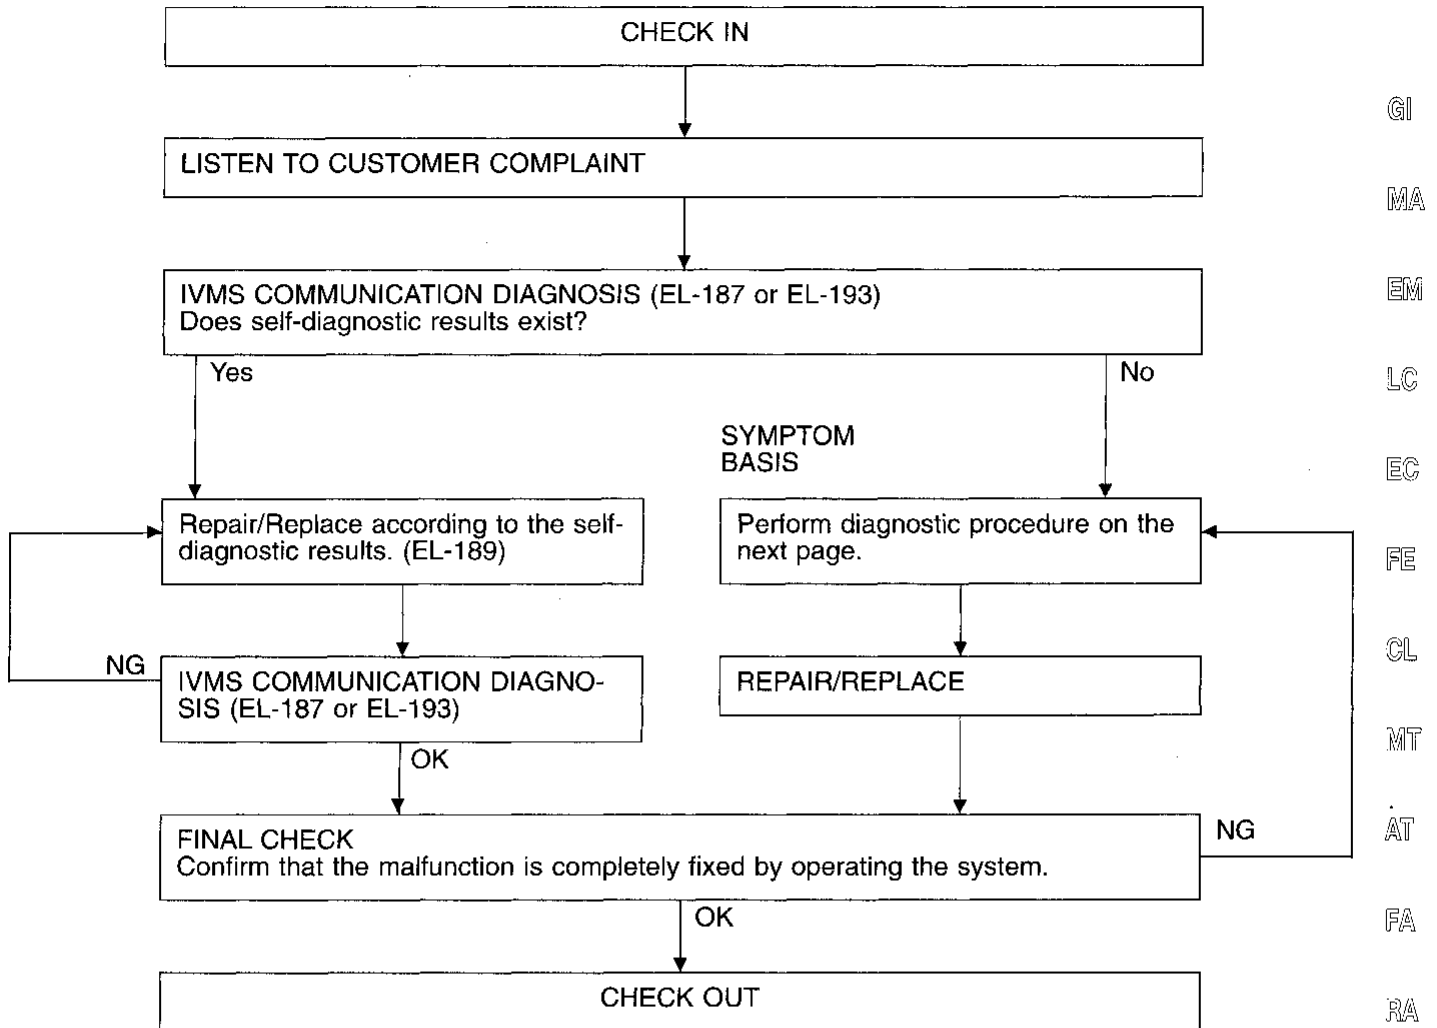 CHECK IN
LISTEN TO CUSTOMER COMPLAINT
IVMS COMMUNICATION DIAGNOSIS (EL-187 or EL-193)
Does self-diagnostic results exist?
Yes
No
SYMPTOM
BASIS
Repair/Replace according to the self-
diagnostic results. (EL-189)
Perform diagnostic procedure on the
next page.
NG
IVMS COMMUNICATION DIAGNO-
SIS (EL-187 or EL-193)
REPAIR/REPLACE
OK
FINAL CHECK
Confirm that the malfunction is completely fixed by operating the system.
NG
OK
CHECK OUT
GI
MA
EM
LC
EC
FE
CL
MT
AT
FA
RA